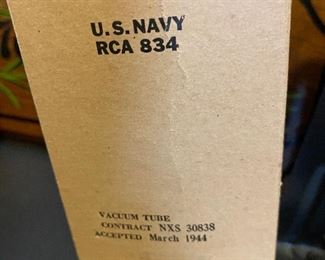 U.S. NAVY
RCA 834
VACUUM TUBE
CONTRACT NXS 30838
ACCEPTED March 1944